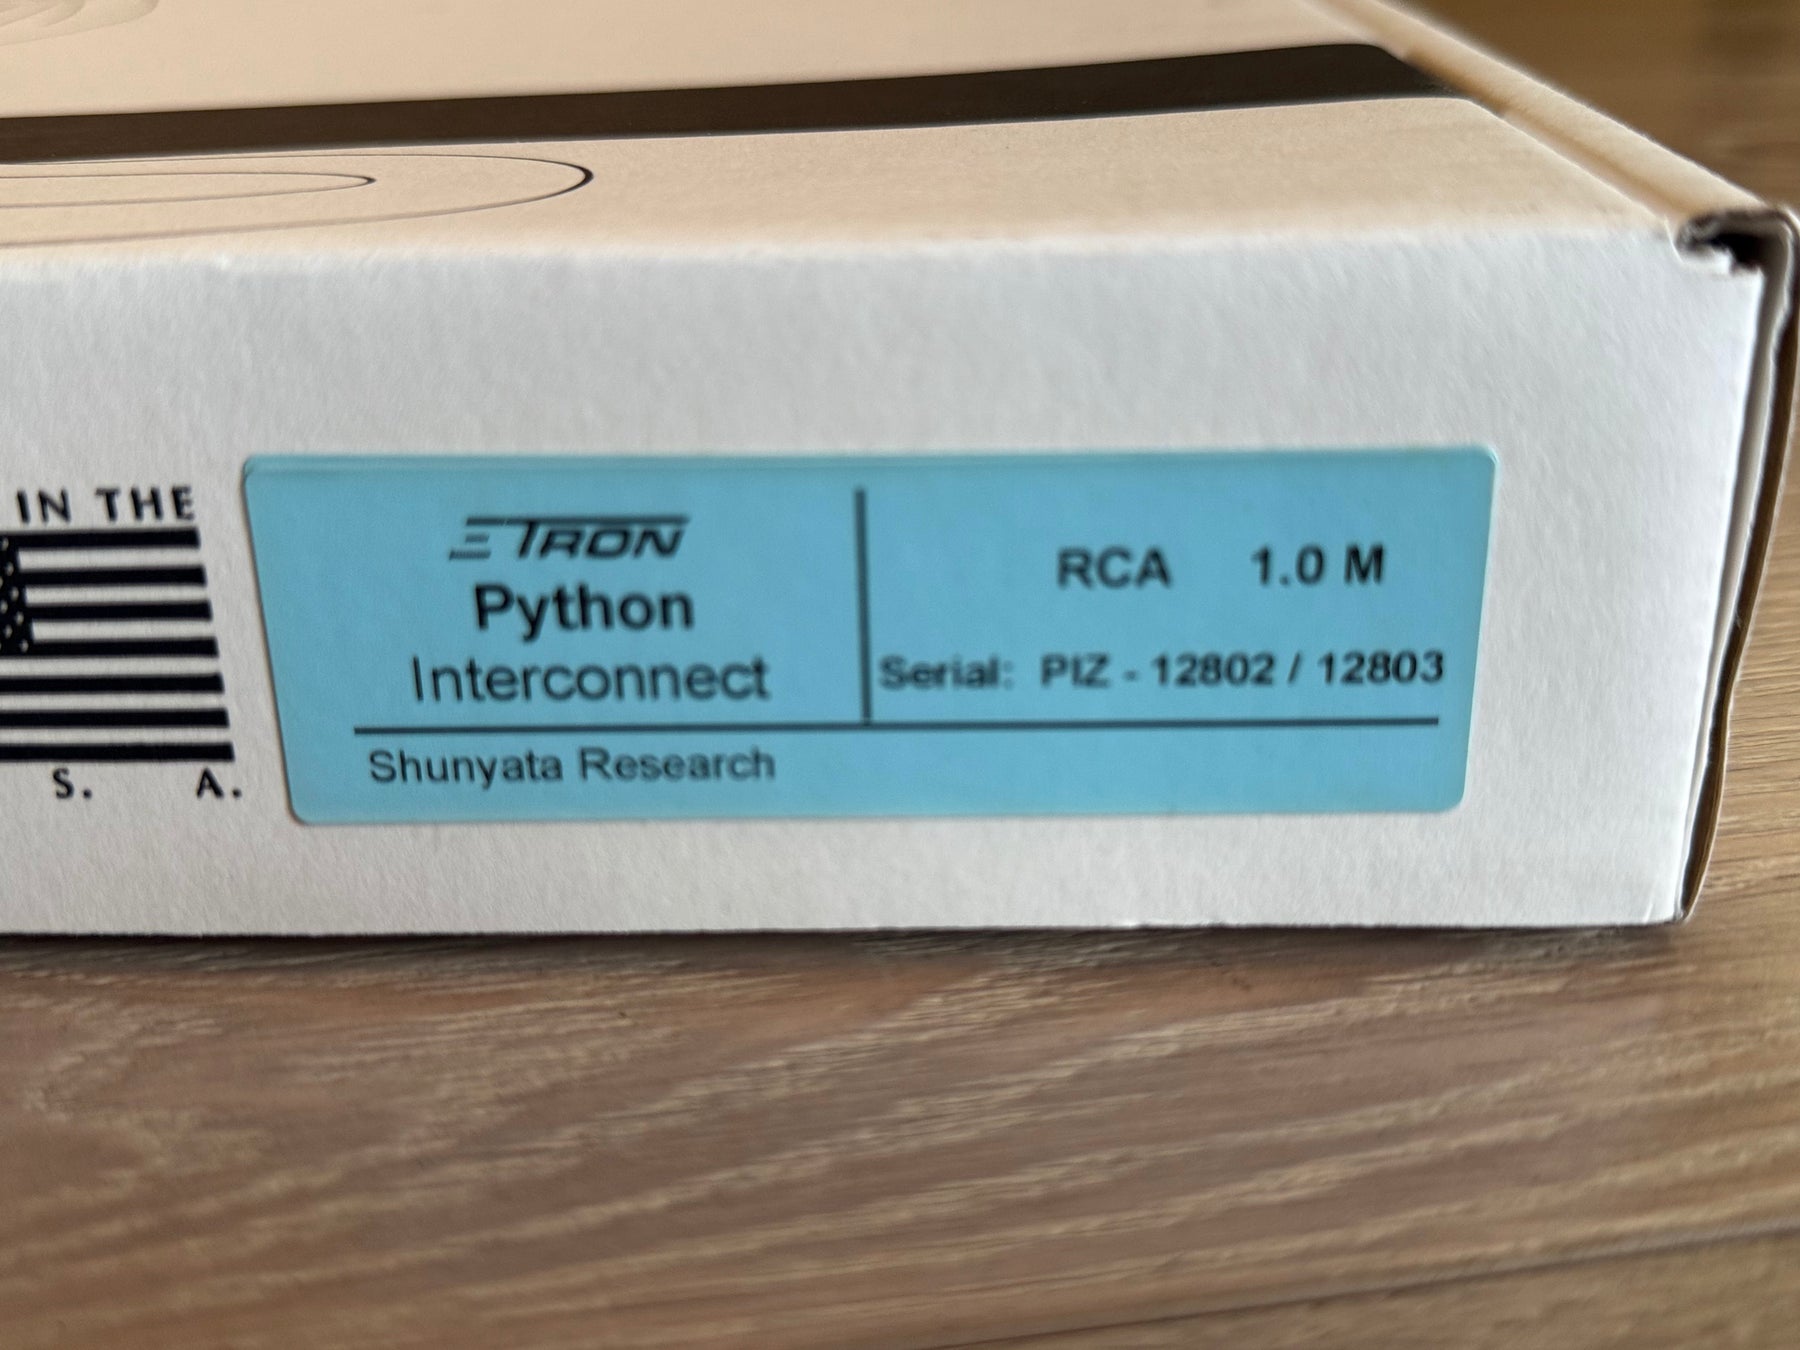 IN THE
S. A.
ΞTRON
Python
Interconnect
RCA 1.0 M
Serial: PIZ - 12802 / 12803
Shunyata Research